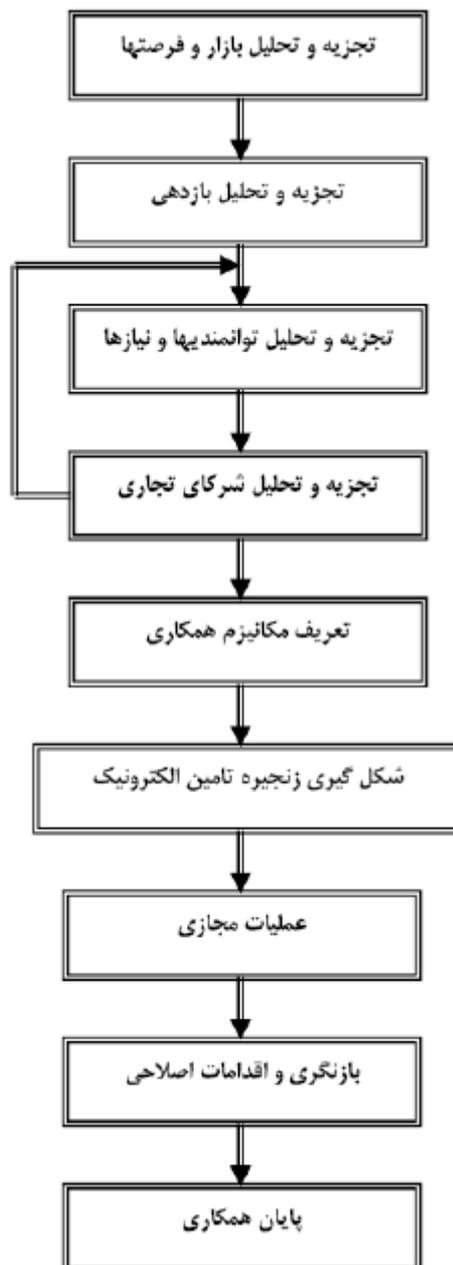 تجزیه و تحلیل بازار و فرصتها
تجزیه و تحلیل بازدهی
تجزیه و تحلیل توانمندیها و نیازها
تجزیه و تحلیل شرکای تجاری
تعریف مکانیزم همکاری
شکل گیری زنجیره تامین الکترونیک
عملیات مجازی
بازنگری و اقدامات اصلاحی
پایان همکاری